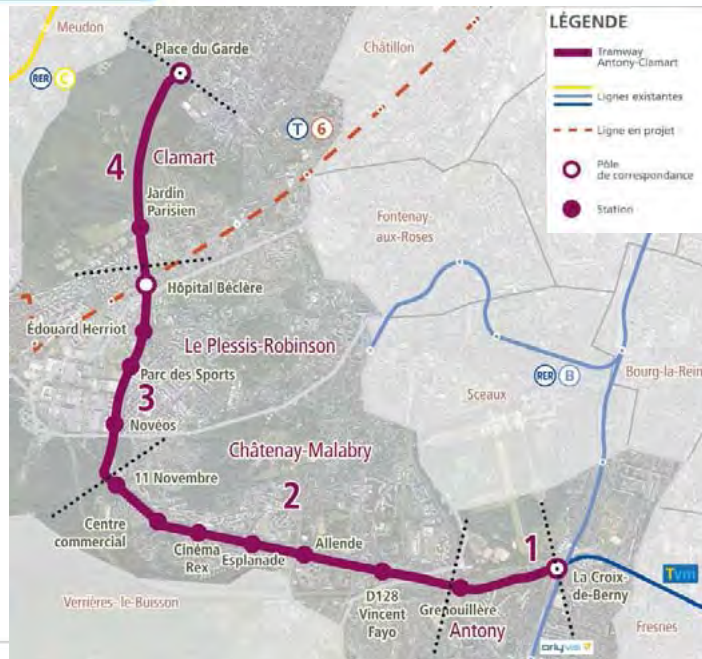 Meudon
Place du Garde
Châtillon
RER C
T 6
4
Clamart
Jardin
Parisien
Fontenay
aux-Roses
Hôpital Béclère
Édouard Herriot
Le Plessis-Robinson
Parc des Sports
3
Novéos
RER B
Bourg-la-Rein
Sceaux
Châtenay-Malabry
11 Novembre
2
Centre
commercial
Cinéma
Rex
Esplanade
Allende
1
La Croix-
de-Berny
Tvm
D128
Vincent
Fayo
Grenouillère
Antony
Verrières-le-Buisson
Fresnes
orlyval
LÉGENDE
Tramway
Antony-Clamart
Lignes existantes
Ligne en projet
Pôle
de correspondance
Station